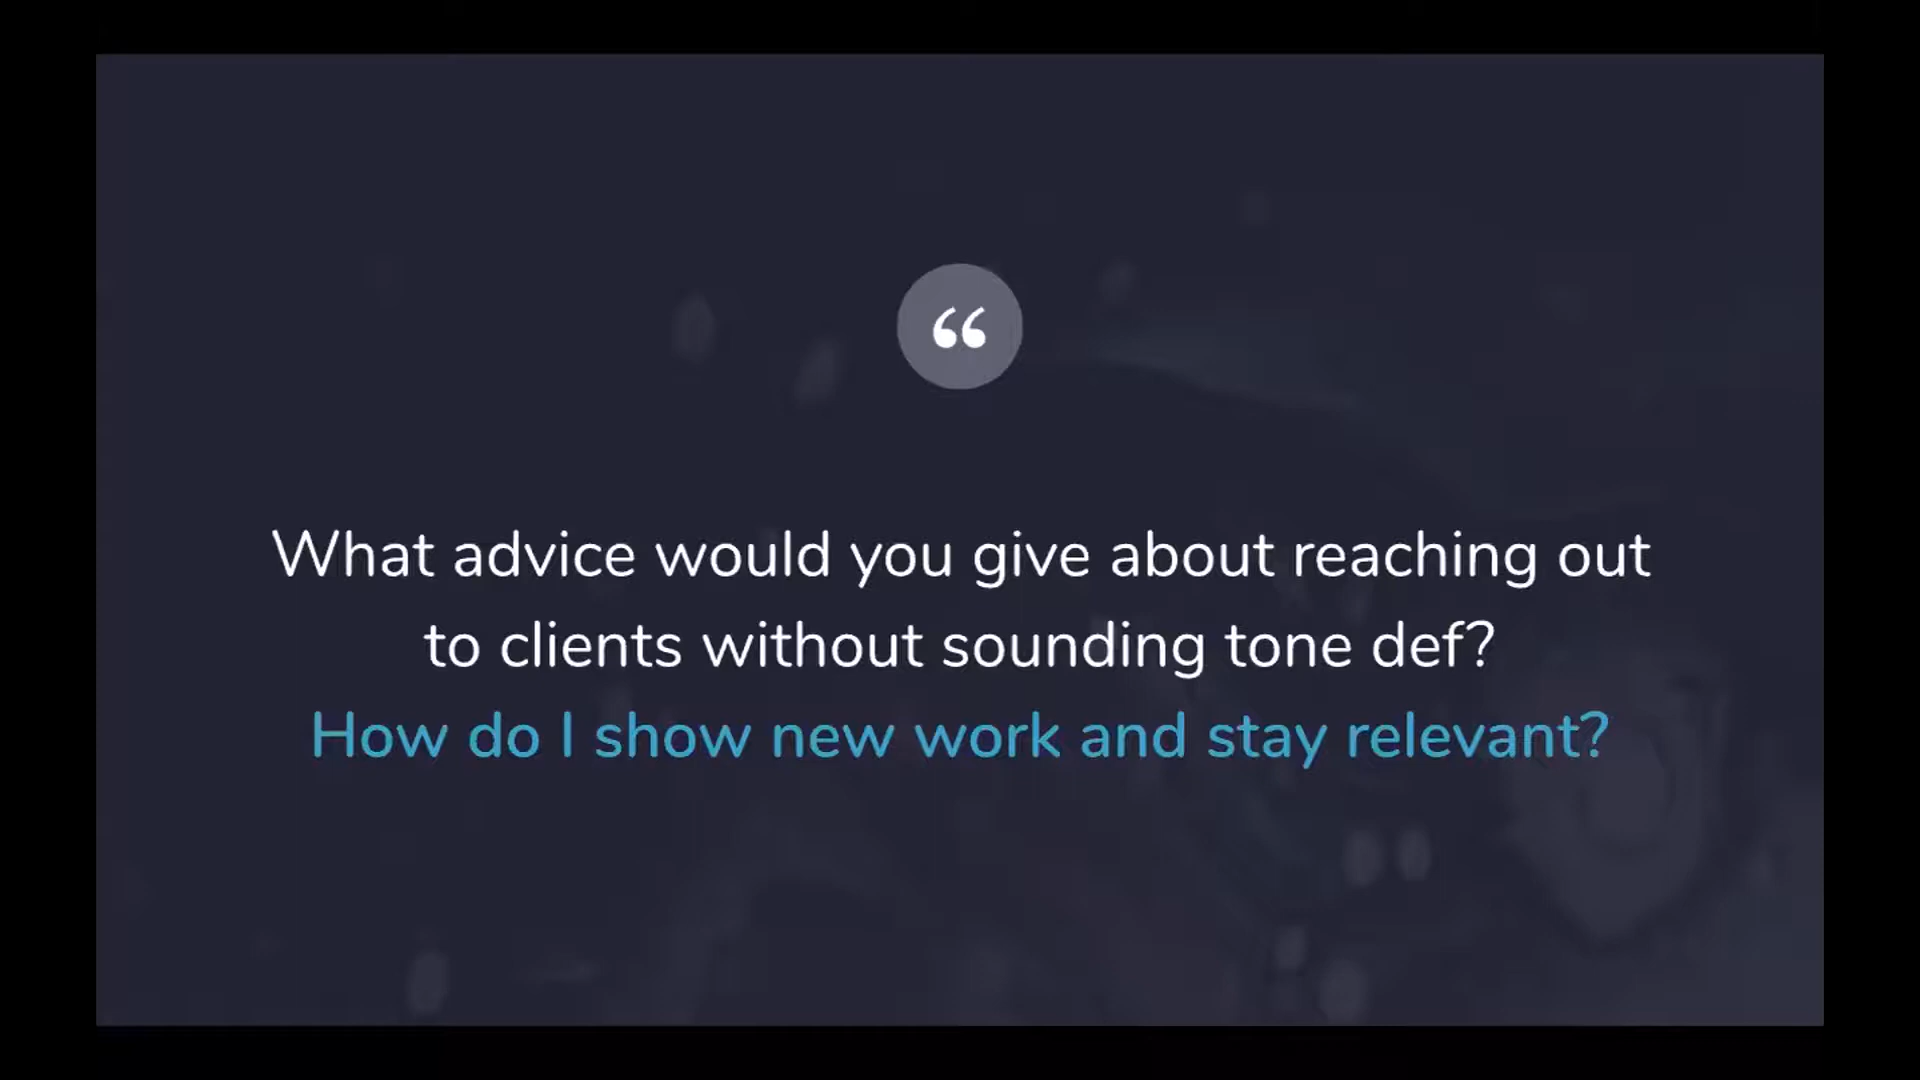 “
What advice would you give about reaching out
to clients without sounding tone def?
How do I show new work and stay relevant?